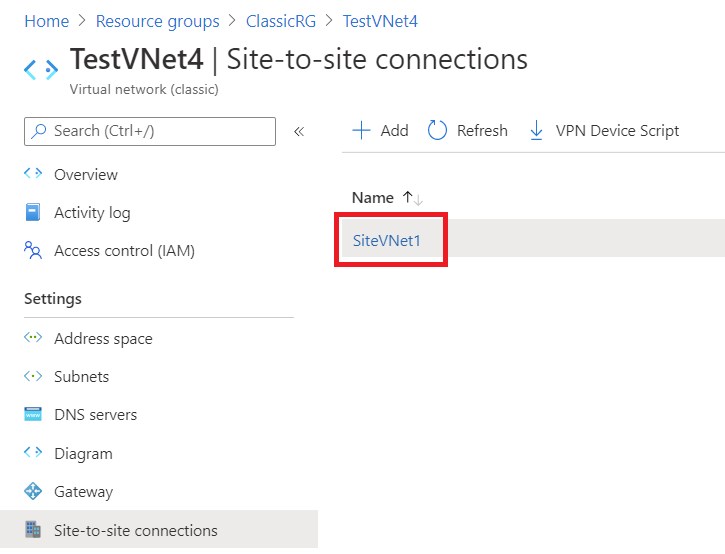 Home > Resource groups > ClassicRG > TestVNet4
TestVNet4 | Site-to-site connections
Virtual network (classic)
Search (Ctrl+/)
«
Add
Refresh
VPN Device Script
Overview
Activity log
Access control (IAM)
Settings
Address space
Subnets
DNS servers
Diagram
Gateway
Site-to-site connections
Name ↑↓
SiteVNet1